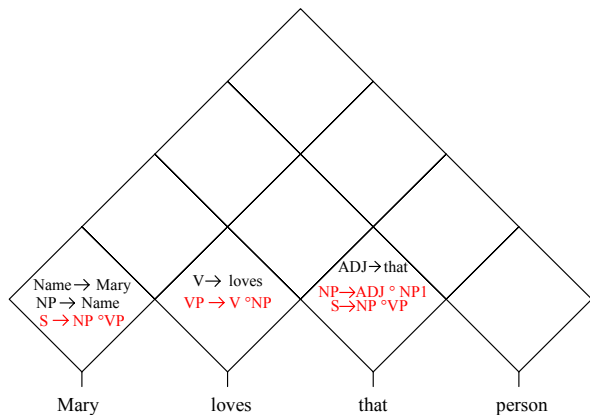 Name → Mary
NP → Name
S → NP °VP
V → loves
VP → V °NP
ADJ → that
NP → ADJ ° NP1
S → NP °VP
Mary loves that person